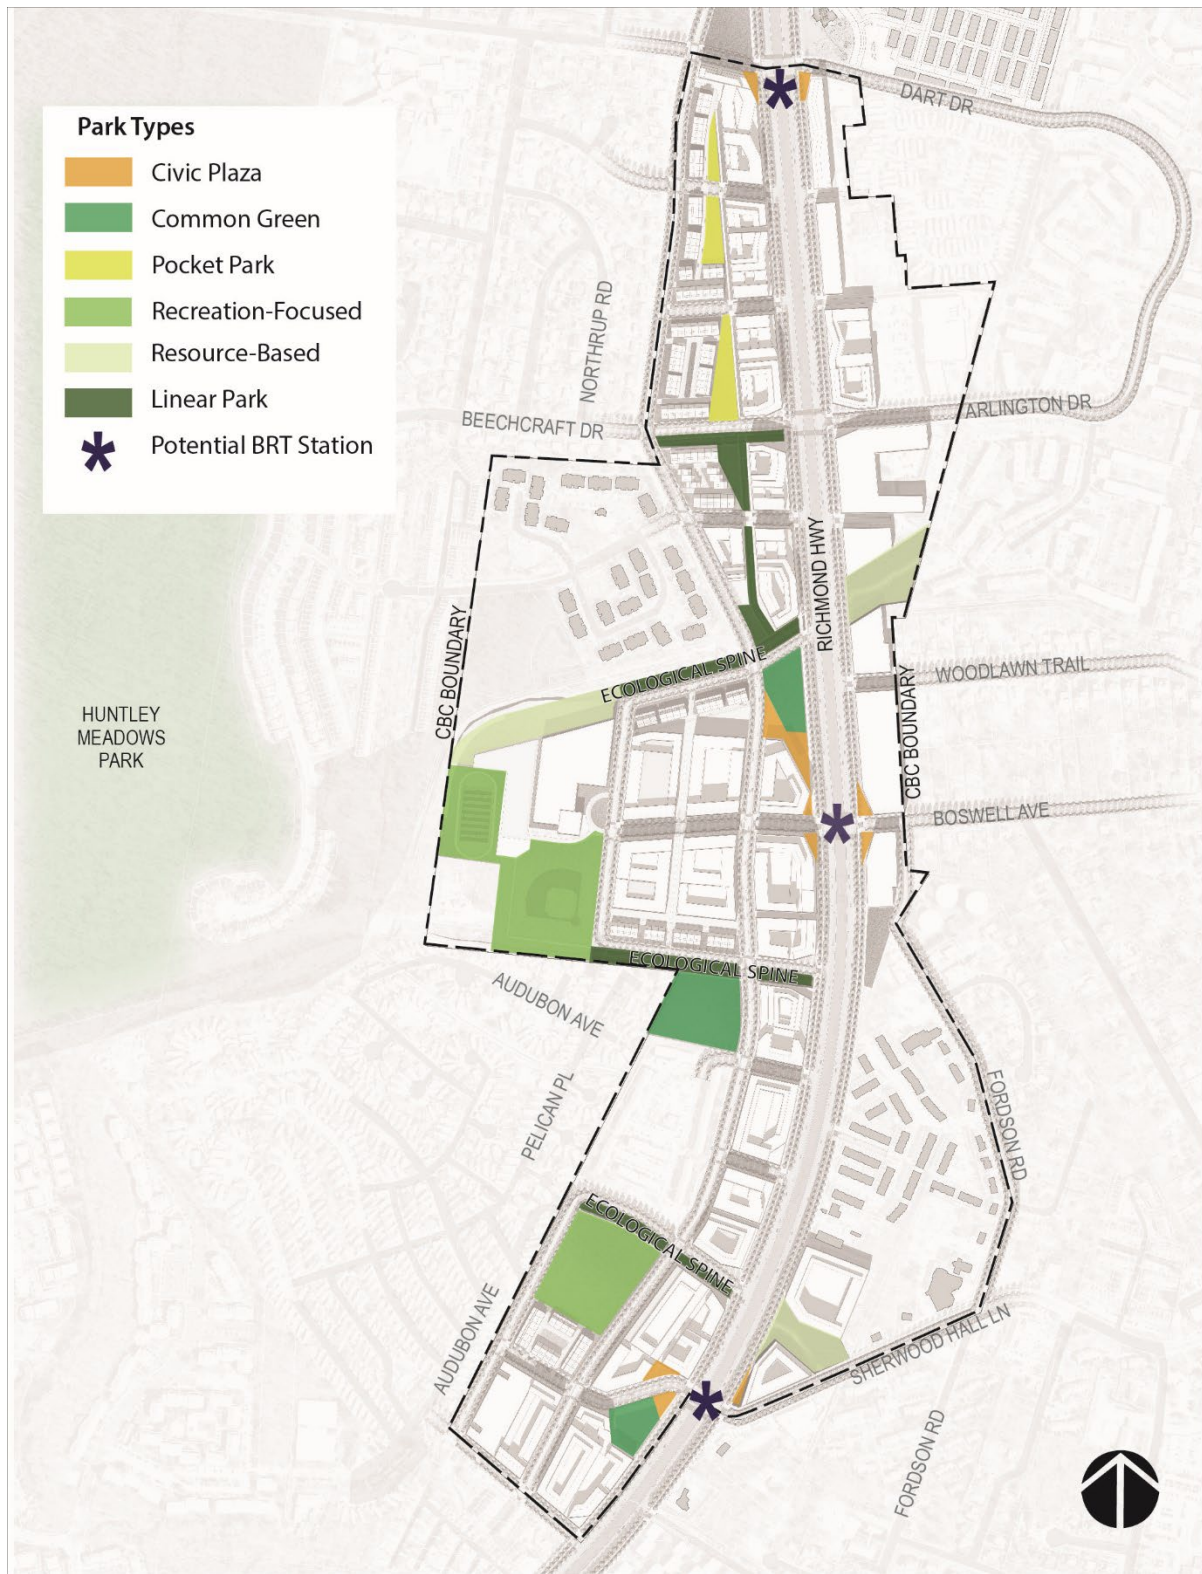 Park Types
Civic Plaza
Common Green
Pocket Park
Recreation-Focused
Resource-Based
Linear Park
Potential BRT Station
DART DR
NORTHRUP RD
BEECHCRAFT DR
ARLINGTON DR
RICHMOND HWY
CBC BOUNDARY
ECOLOGICAL SPINE
WOODLAWN TRAIL
CBC BOUNDARY
HUNTLEY
MEADOWS
PARK
BOSWELL AVE
ECOLOGICAL SPINE
AUDUBON AVE
PELICAN PL
FORDSON RD
ECOLOGICAL SPINE
AUDUBON AVE
SHERWOOD HALL LN
FORDSON RD